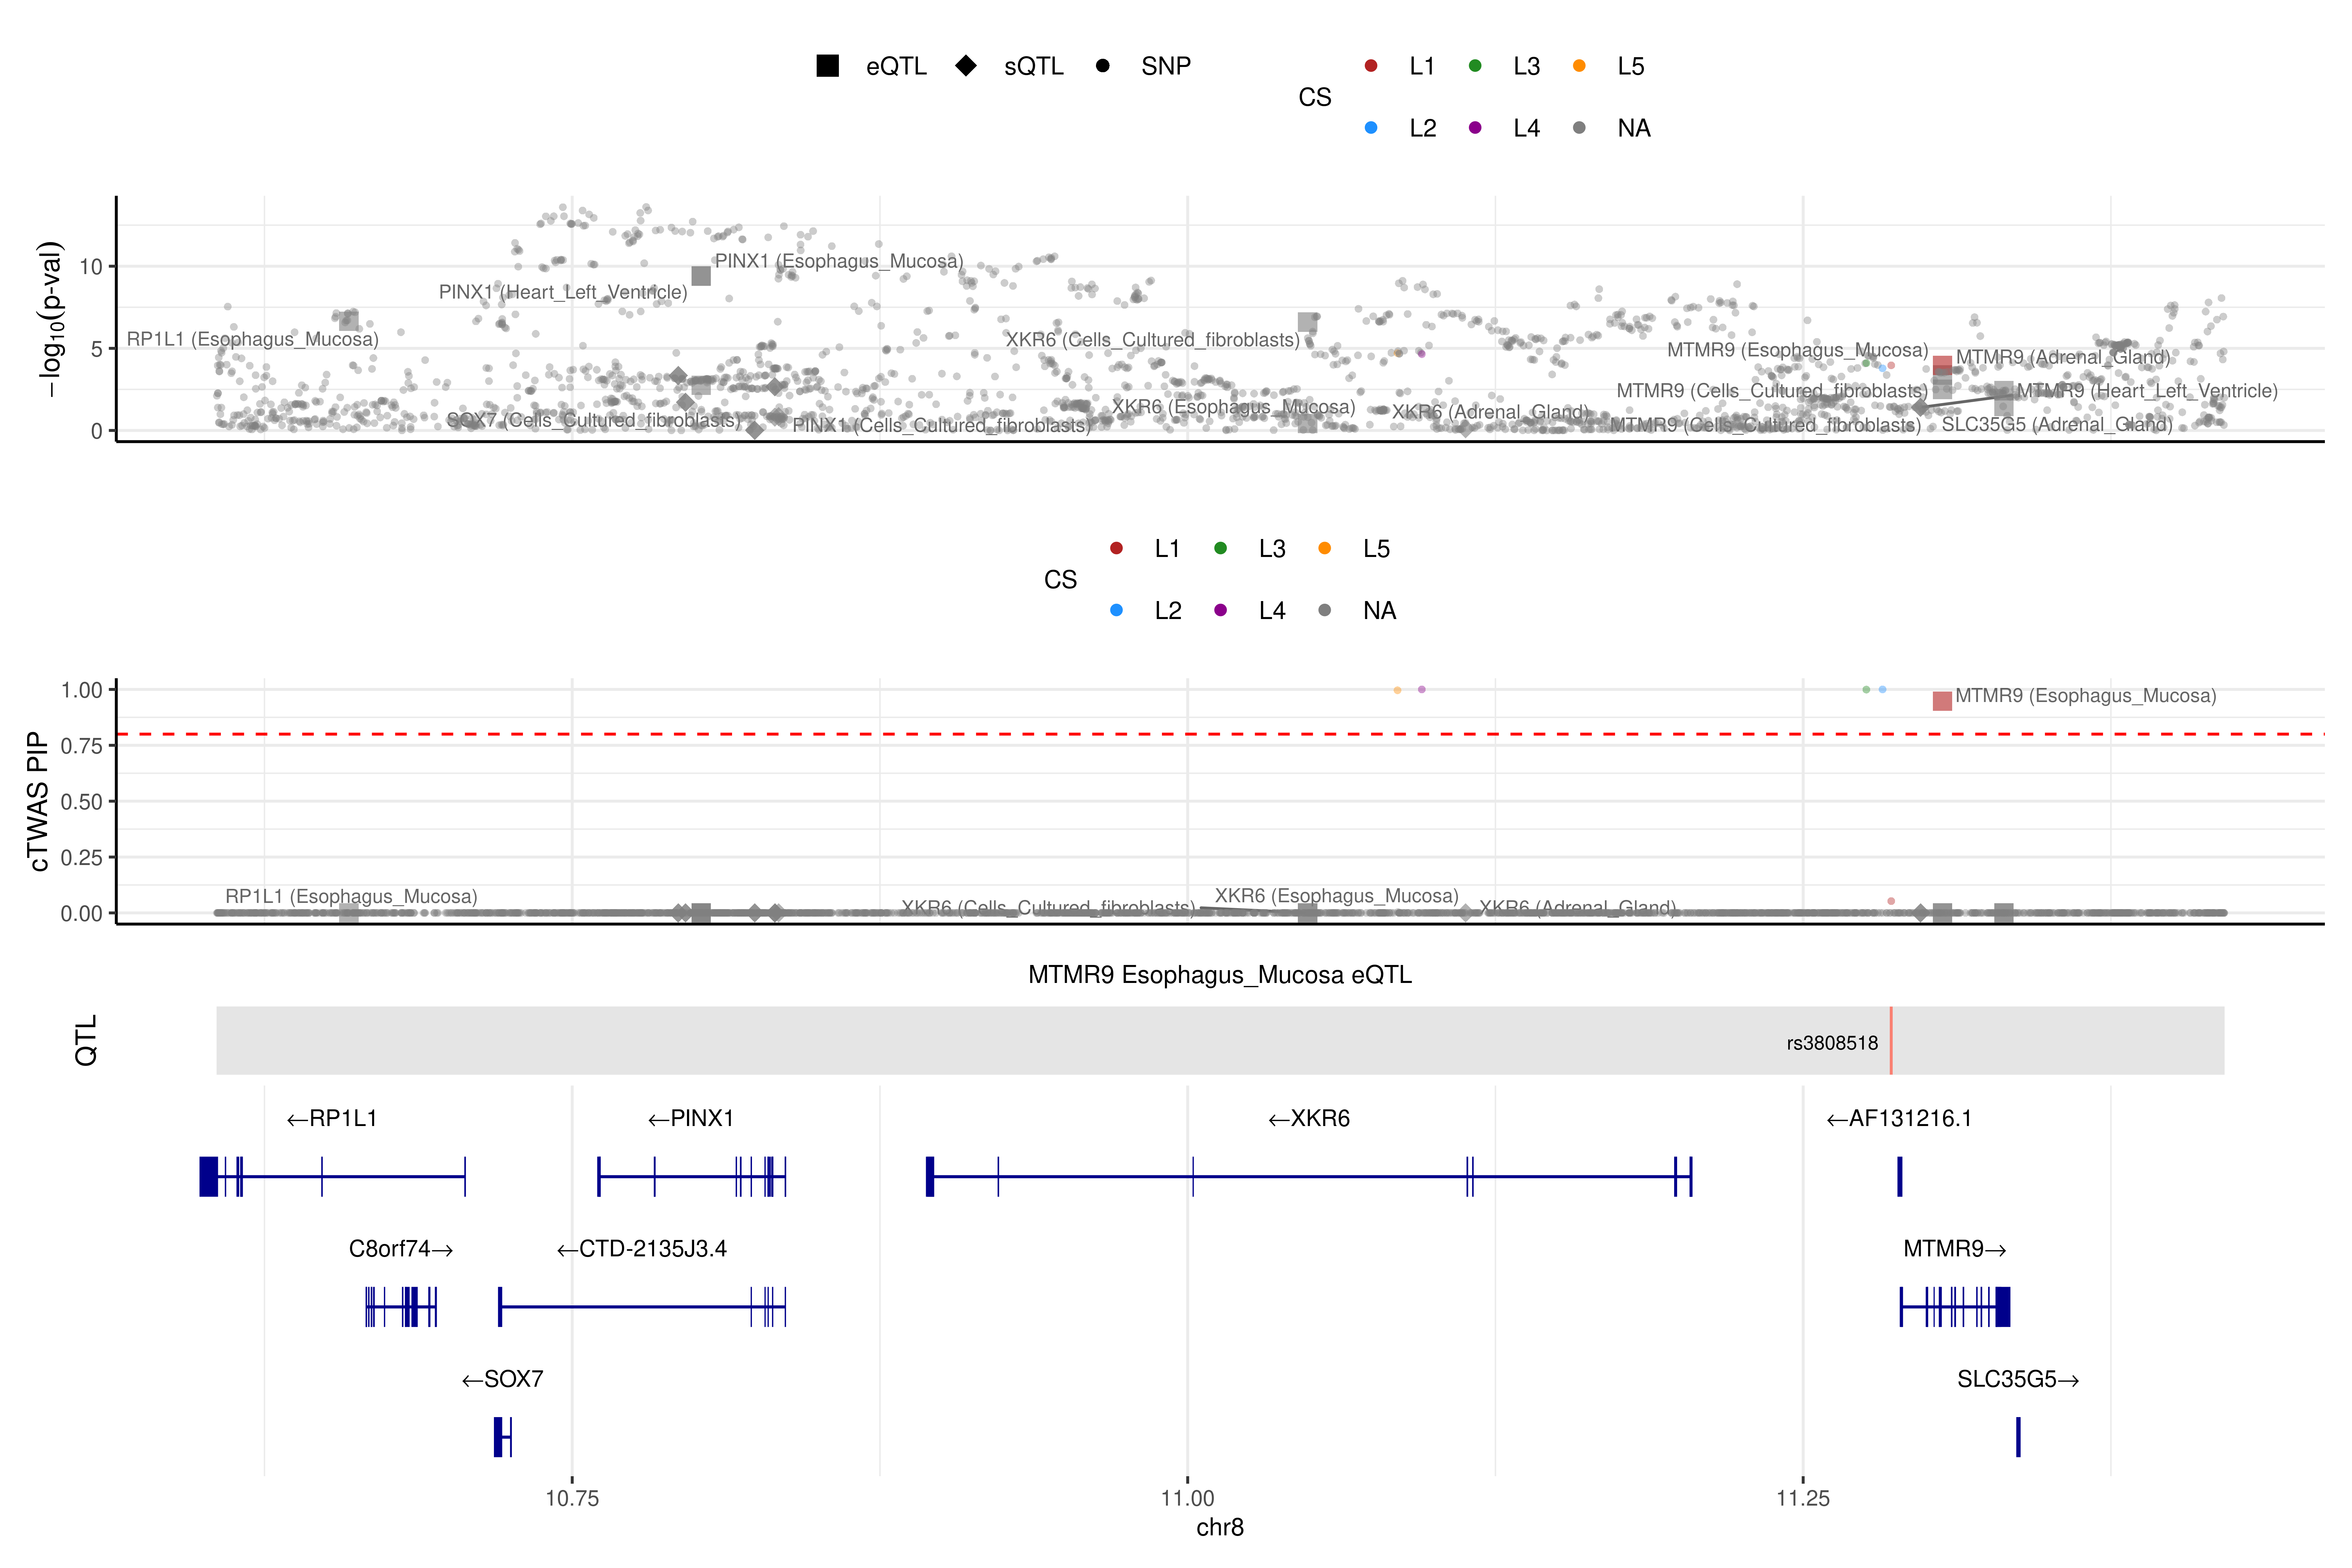 eQTL sQTL SNP
CS
L1 L3 L5
L2 L4 NA
−log10(p-val)
10
5
0
PINX1 (Esophagus_Mucosa)
PINX1 (Heart_Left_Ventricle)
RP1L1 (Esophagus_Mucosa)
XKR6 (Cells_Cultured_fibroblasts)
MTMR9 (Esophagus_Mucosa)
MTMR9 (Adrenal_Gland)
MTMR9 (Cells_Cultured_fibroblasts)
MTMR9 (Heart_Left_Ventricle)
XKR6 (Esophagus_Mucosa)
XKR6 (Adrenal_Gland)
SOX7 (Cells_Cultured_fibroblasts)
PINX1 (Cells_Cultured_fibroblasts)
MTMR9 (Cells_Cultured_fibroblasts)
SLC35G5 (Adrenal_Gland)
CS
L1 L3 L5
L2 L4 NA
cTWAS PIP
1.00
0.75
0.50
0.25
0.00
MTMR9 (Esophagus_Mucosa)
RP1L1 (Esophagus_Mucosa)
XKR6 (Esophagus_Mucosa)
XKR6 (Cells_Cultured_fibroblasts)
XKR6 (Adrenal_Gland)
MTMR9 Esophagus_Mucosa eQTL
QTL
rs3808518
←RP1L1 ←PINX1 ←XKR6 ←AF131216.1
C8orf74→ ←CTD-2135J3.4 MTMR9→
←SOX7 SLC35G5→
10.75 11.00 11.25
chr8